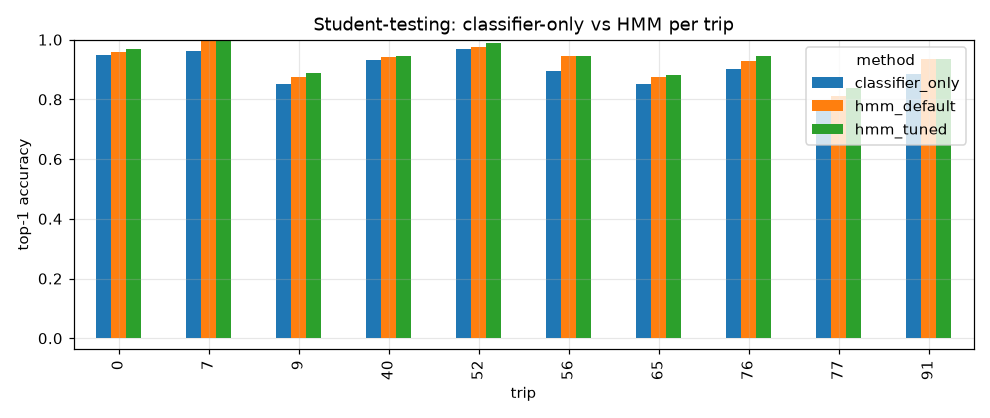 Student-testing: classifier-only vs HMM per trip
method
classifier_only
hmm_default
hmm_tuned
top-1 accuracy
1.0
0.8
0.6
0.4
0.2
0.0
0 7 9 40 52 56 65 76 77 91
trip